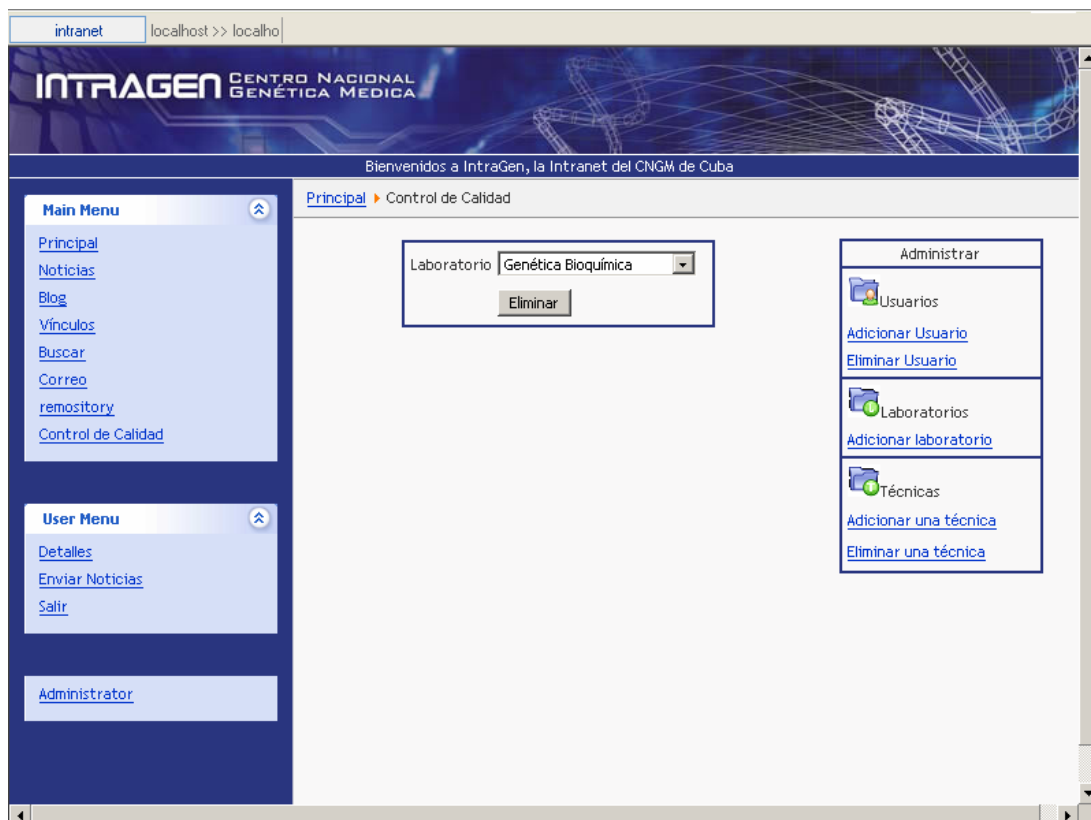 intranet
localhost >> localho
INTRAGEN CENTRO NACIONAL
GENÉTICA MEDICA
Bienvenidos a IntraGen, la Intranet del CNGM de Cuba
Main Menu
Principal
Noticias
Blog
Vínculos
Buscar
Correo
remository
Control de Calidad
User Menu
Detalles
Enviar Noticias
Salir
Administrator
Principal Control de Calidad
Laboratorio Genética Bioquímica
Eliminar
Administrar
Usuarios
Adicionar Usuario
Eliminar Usuario
Laboratorios
Adicionar laboratorio
Técnicas
Adicionar una técnica
Eliminar una técnica